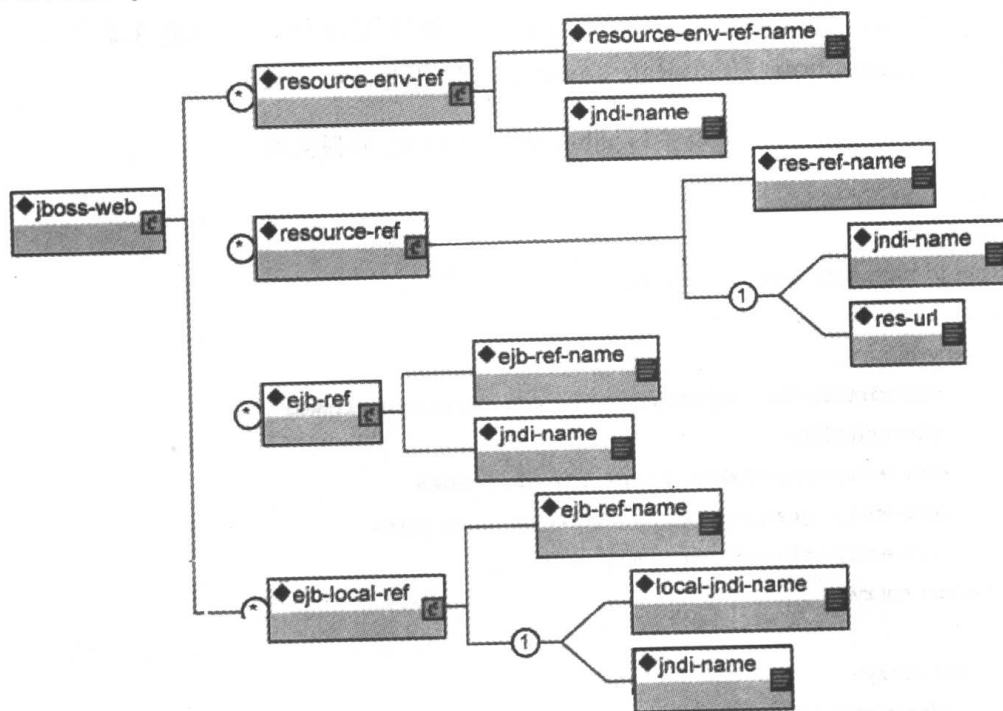 resource-env-ref-name
resource-env-ref
jndi-name
res-ref-name
jboss-web
resource-ref
jndi-name
1
res-url
ejb-ref-name
ejb-ref
jndi-name
ejb-ref-name
ejb-local-ref
local-jndi-name
1
jndi-name